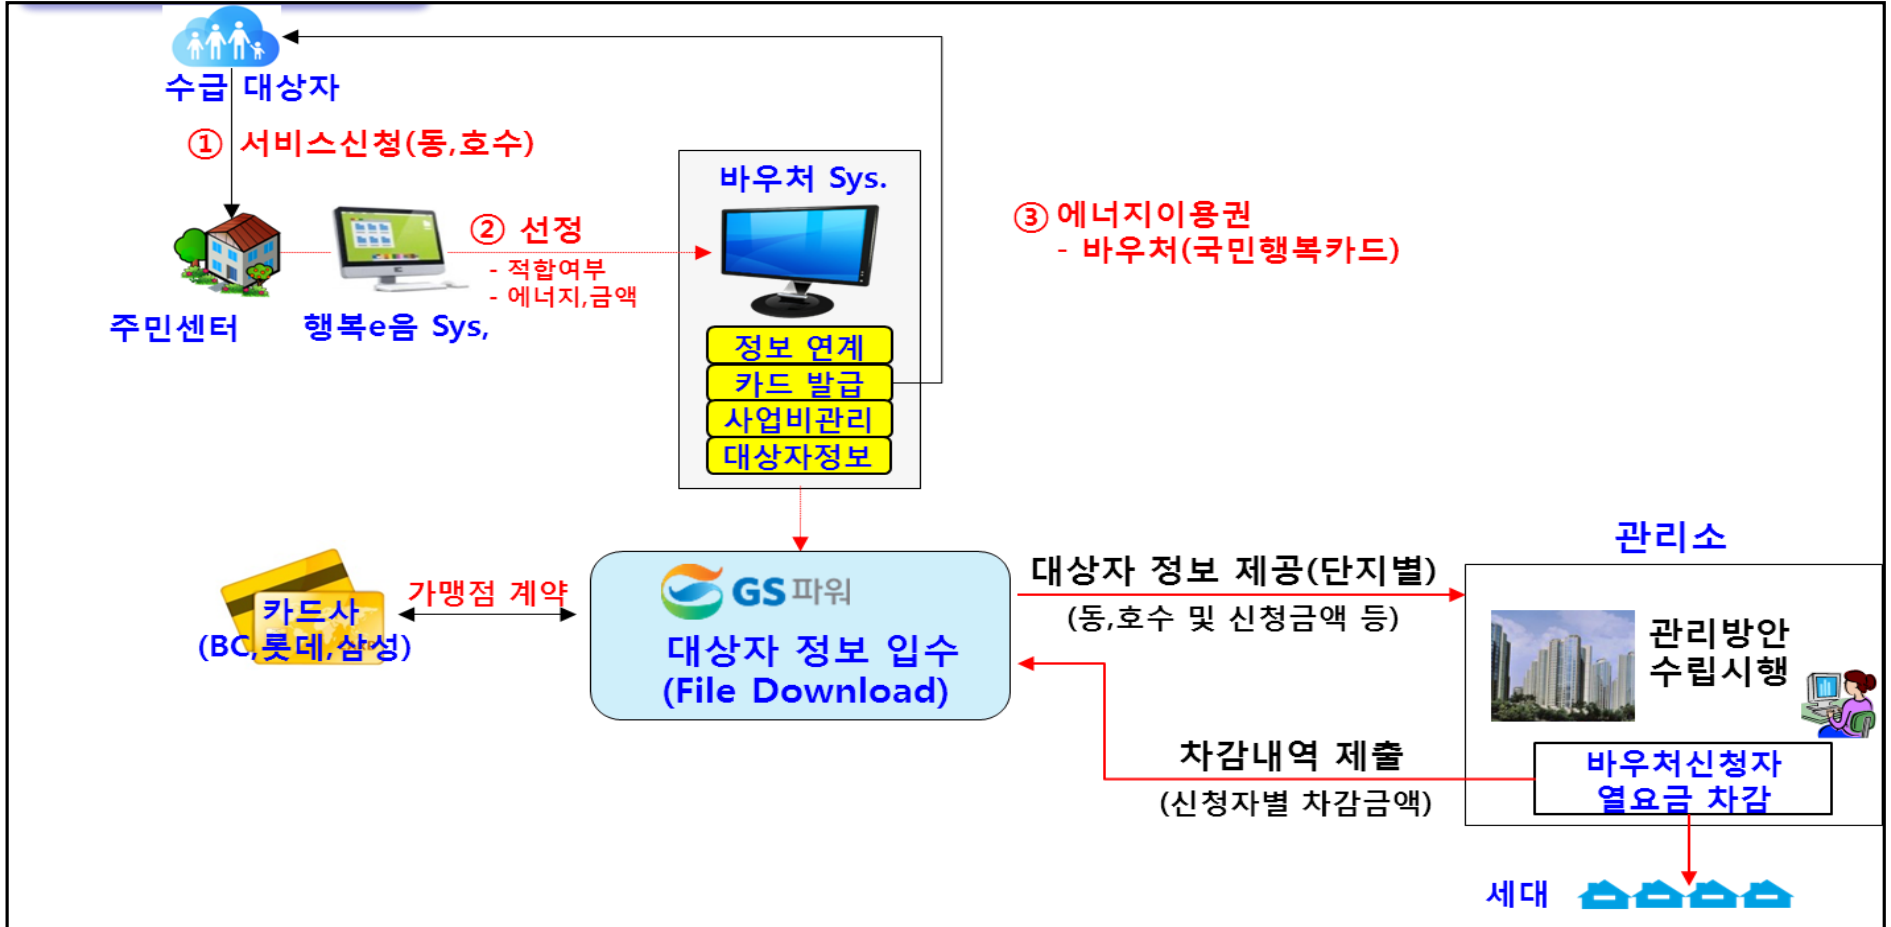 수급 대상자
① 서비스신청(동,호수)
주민센터
행복e음 Sys,
② 선정
- 적합여부
- 에너지,금액
바우처 Sys.
정보 연계
카드 발급
사업비관리
대상자정보
③ 에너지이용권
- 바우처(국민행복카드)
카드사
(BC,롯데,삼성)
가맹점 계약
GS 파워
대상자 정보 입수
(File Download)
대상자 정보 제공(단지별)
(동,호수 및 신청금액 등)
차감내역 제출
(신청자별 차감금액)
관리소
관리방안
수립시행
바우처신청자
열요금 차감
세대